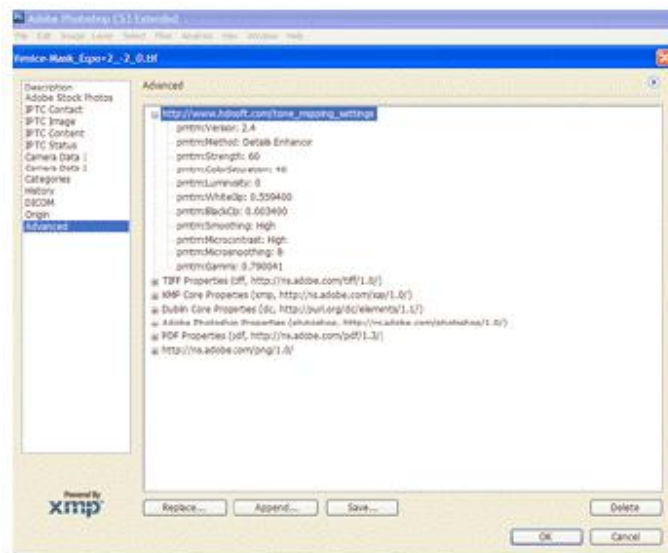 Adobe Photoshop CS3 Extended
File Edit Image Layer Select Filter Analysis View Window Help
Venice-Mask_Expo+2_-2_0.tif
Description
Adobe Stock Photos
IPTC Contact
IPTC Image
IPTC Content
IPTC Status
Camera Data 1
Camera Data 2
Categories
History
DICOM
Origin
Advanced
Advanced
http://www.hdrsoft.com/tone_mapping_settings
pmtm:Version: 2.4
pmtm:Method: Details Enhancer
pmtm:Strength: 60
pmtm:ColorSaturation: 46
pmtm:Luminosity: 0
pmtm:WhiteClip: 0.559400
pmtm:BlackClip: 0.603400
pmtm:Smoothing: High
pmtm:Microcontrast: High
pmtm:Microsmoothing: 8
pmtm:Gamma: 0.790041
TIFF Properties (tiff, http://ns.adobe.com/tiff/1.0/)
XMP Core Properties (xmp, http://ns.adobe.com/xap/1.0/)
Dublin Core Properties (dc, http://purl.org/dc/elements/1.1/)
Adobe Photoshop Properties (photoshop, http://ns.adobe.com/photoshop/1.0/)
PDF Properties (pdf, http://ns.adobe.com/pdf/1.3/)
http://ns.adobe.com/png/1.0/
Powered By
xmp
Replace...
Append...
Save...
Delete
OK
Cancel